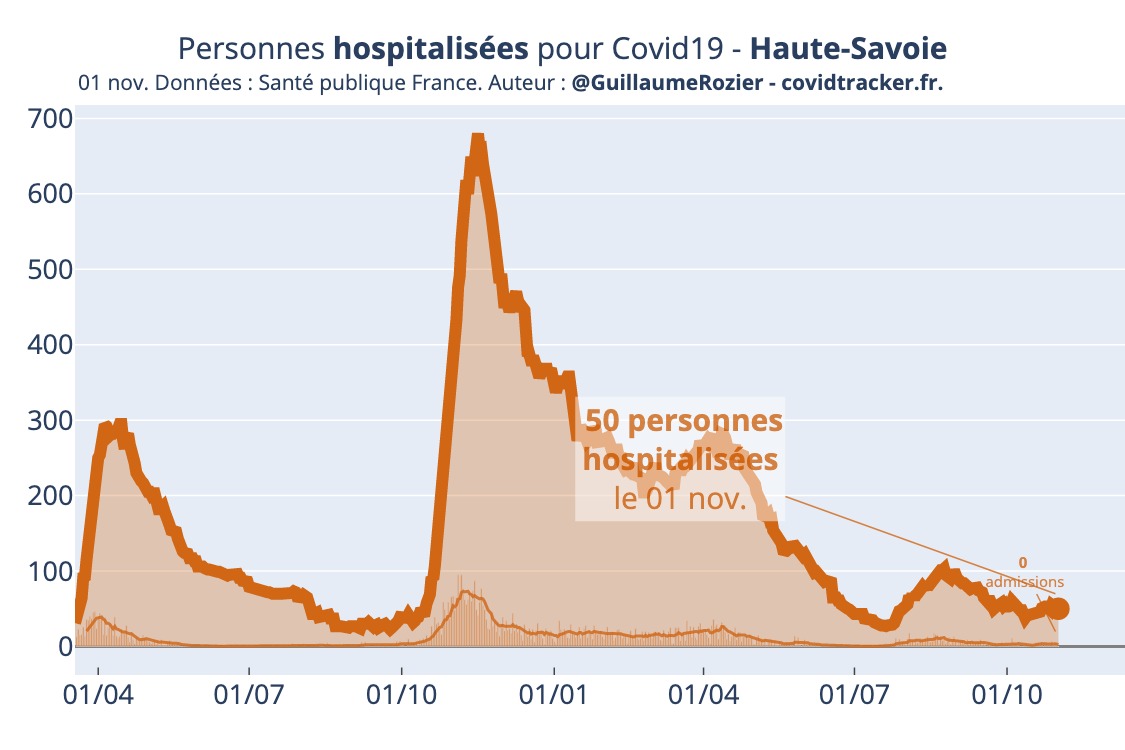 Personnes hospitalisées pour Covid19 - Haute-Savoie
01 nov. Données : Santé publique France. Auteur : @GuillaumeRozier - covidtracker.fr.
700
600
500
400
300
200
100
0
50 personnes
hospitalisées
le 01 nov.
0
admissions
01/04
01/07
01/10
01/01
01/04
01/07
01/10